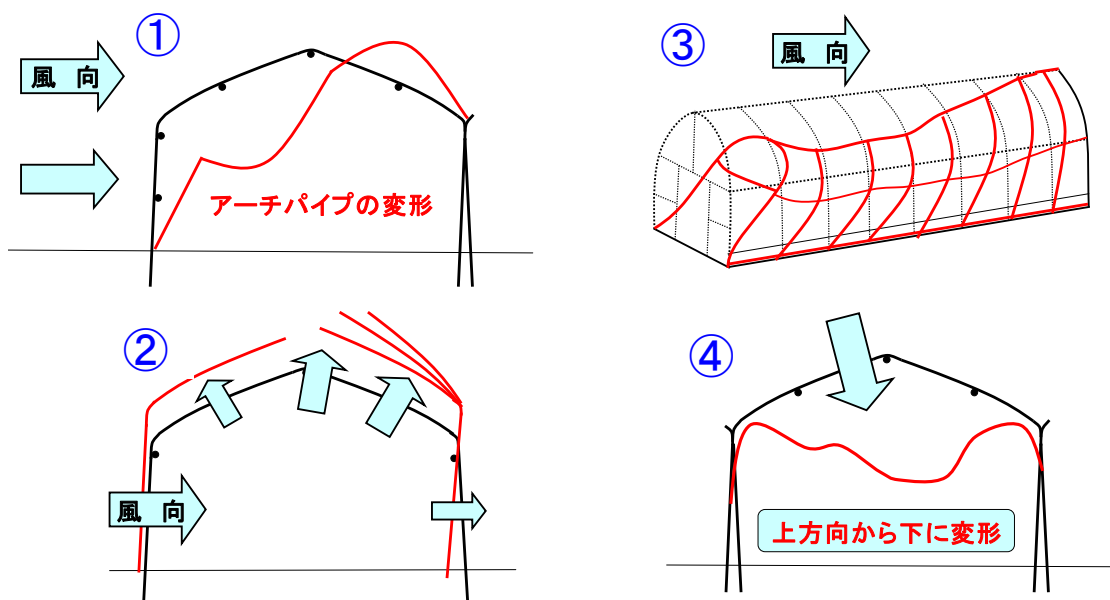 ①
風 向
アーチパイプの変形
②
風 向
③
風 向
④
上方向から下に変形